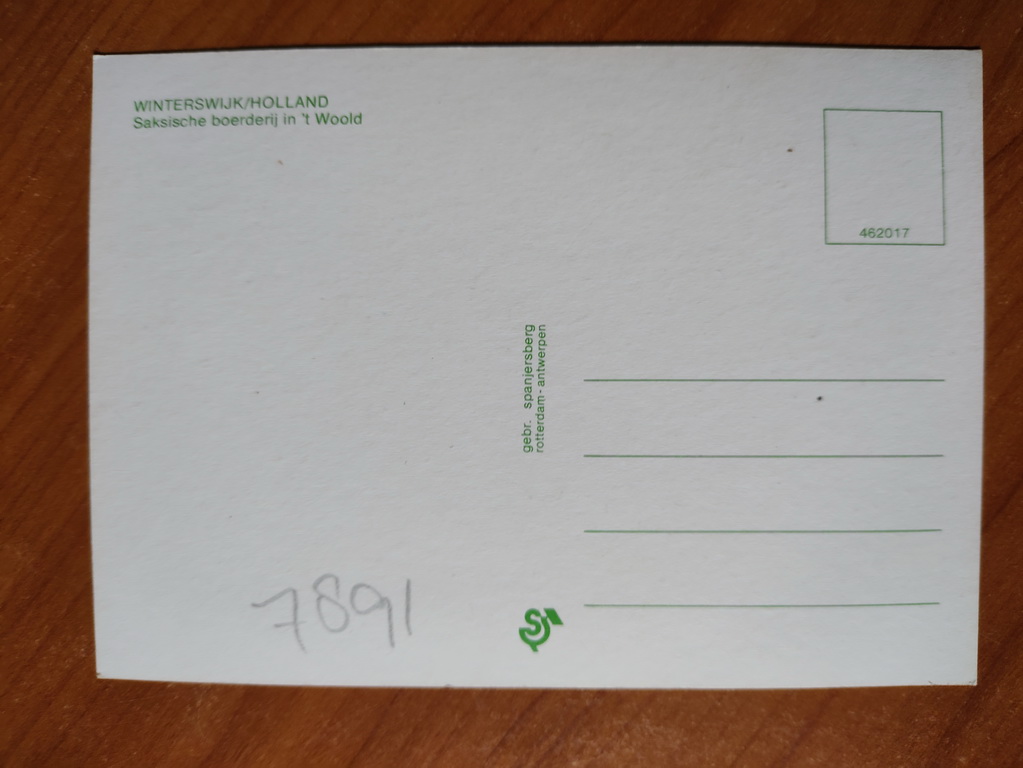 WINTERSWIJK/HOLLAND
Saksische boerderij in 't Woold
462017
gebr. spanjersberg
rotterdam - antwerpen
7891
S